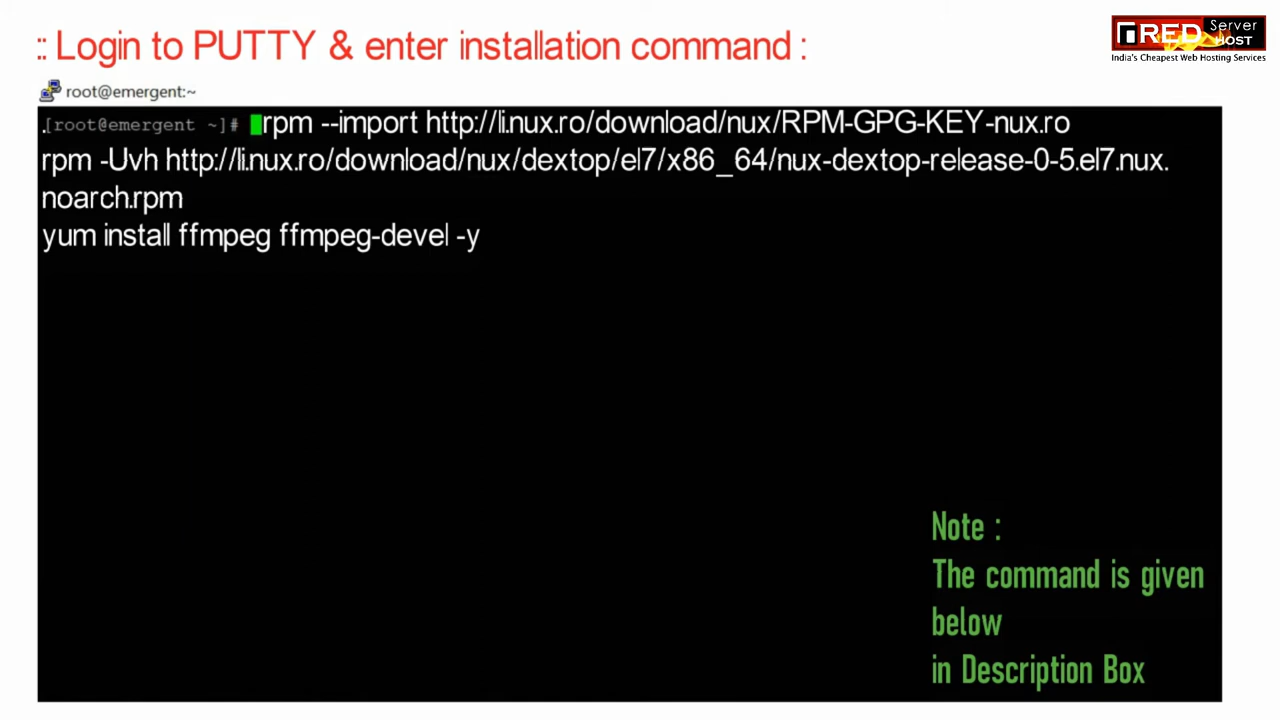 :: Login to PUTTY & enter installation command :
RED Server
HOST
India's Cheapest Web Hosting Services
root@emergent:~
.[root@emergent ~]# rpm --import http://li.nux.ro/download/nux/RPM-GPG-KEY-nux.ro
rpm -Uvh http://li.nux.ro/download/nux/dextop/el7/x86_64/nux-dextop-release-0-5.el7.nux.
noarch.rpm
yum install ffmpeg ffmpeg-devel -y
Note :
The command is given
below
in Description Box